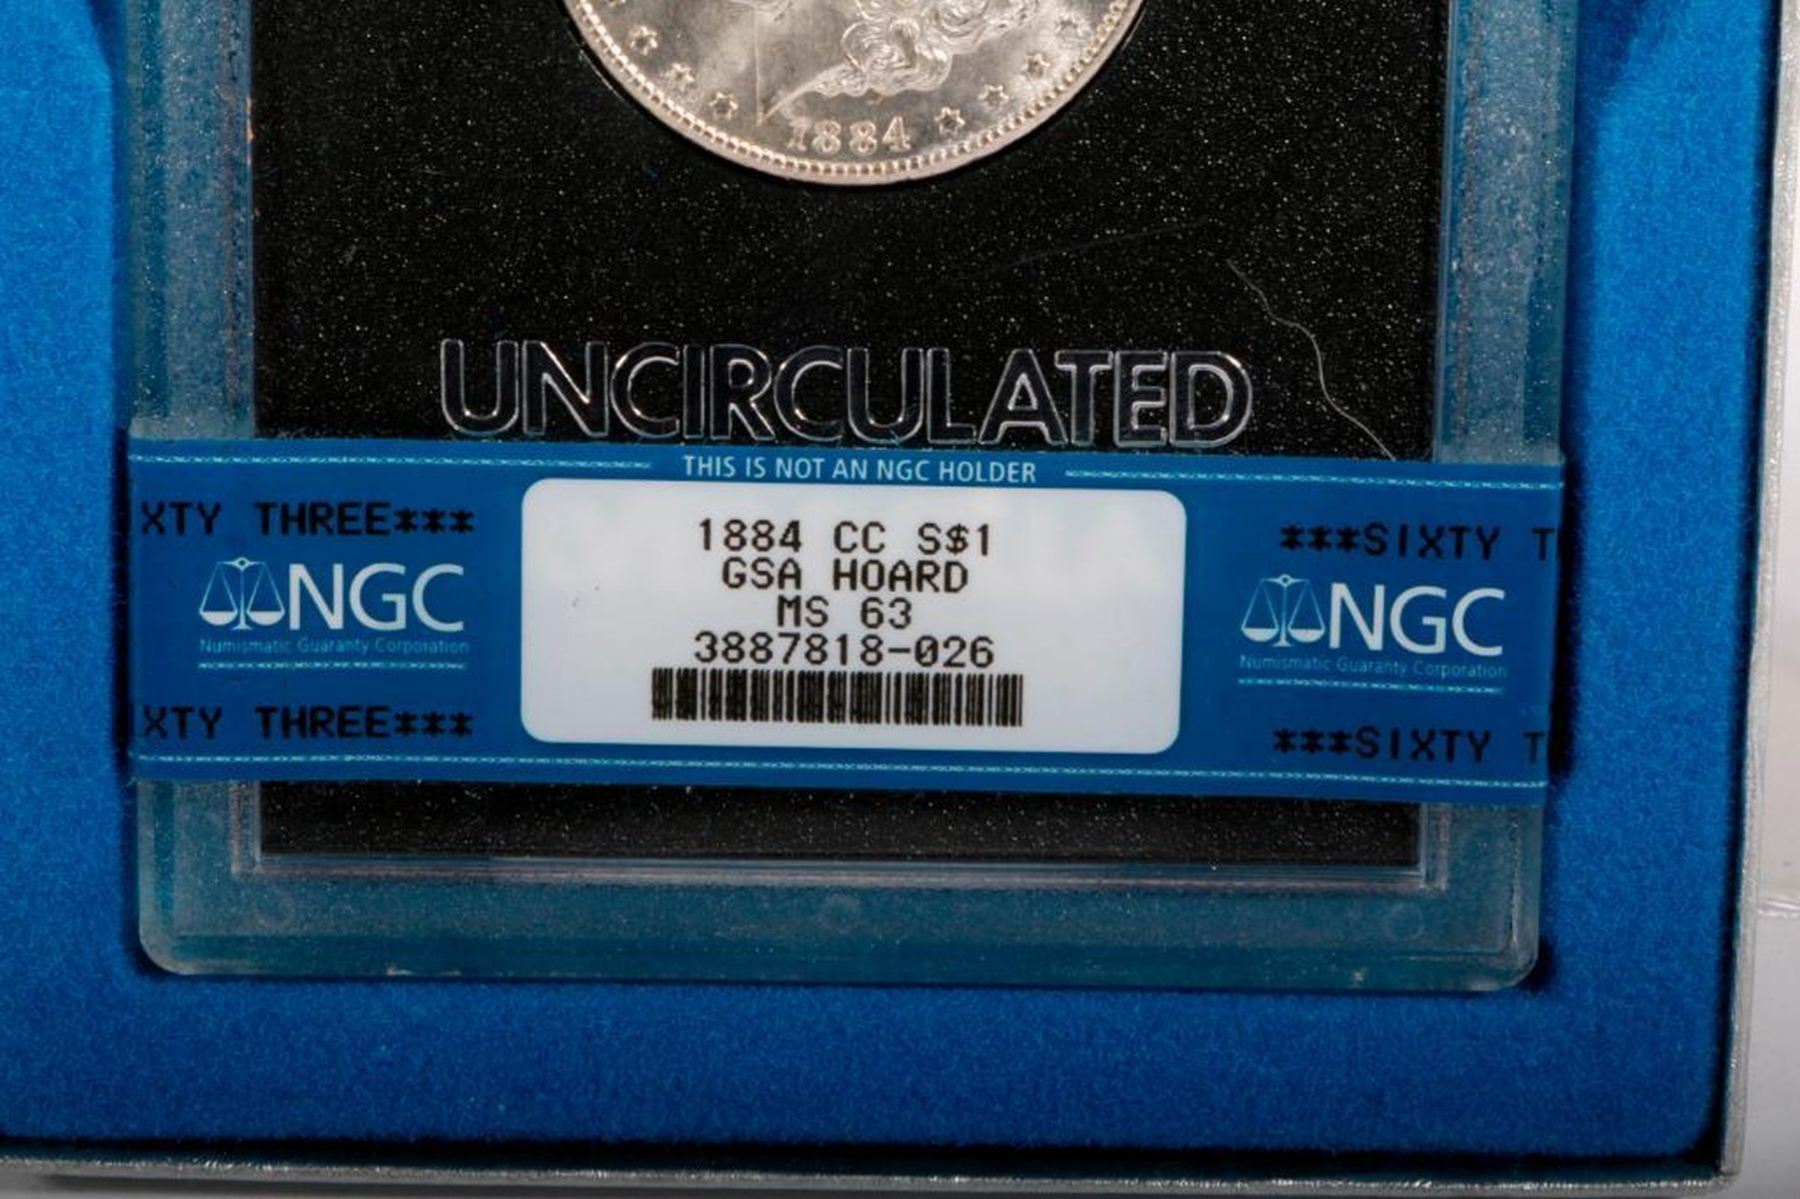 1884
UNCIRCULATED
THIS IS NOT AN NGC HOLDER
XTY THREE***
NGC
Numismatic Guaranty Corporation
XTY THREE***
1884 CC S$1
GSA HOARD
MS 63
3887818-026
***SIXTY T
NGC
Numismatic Guaranty Corporation
***SIXTY T